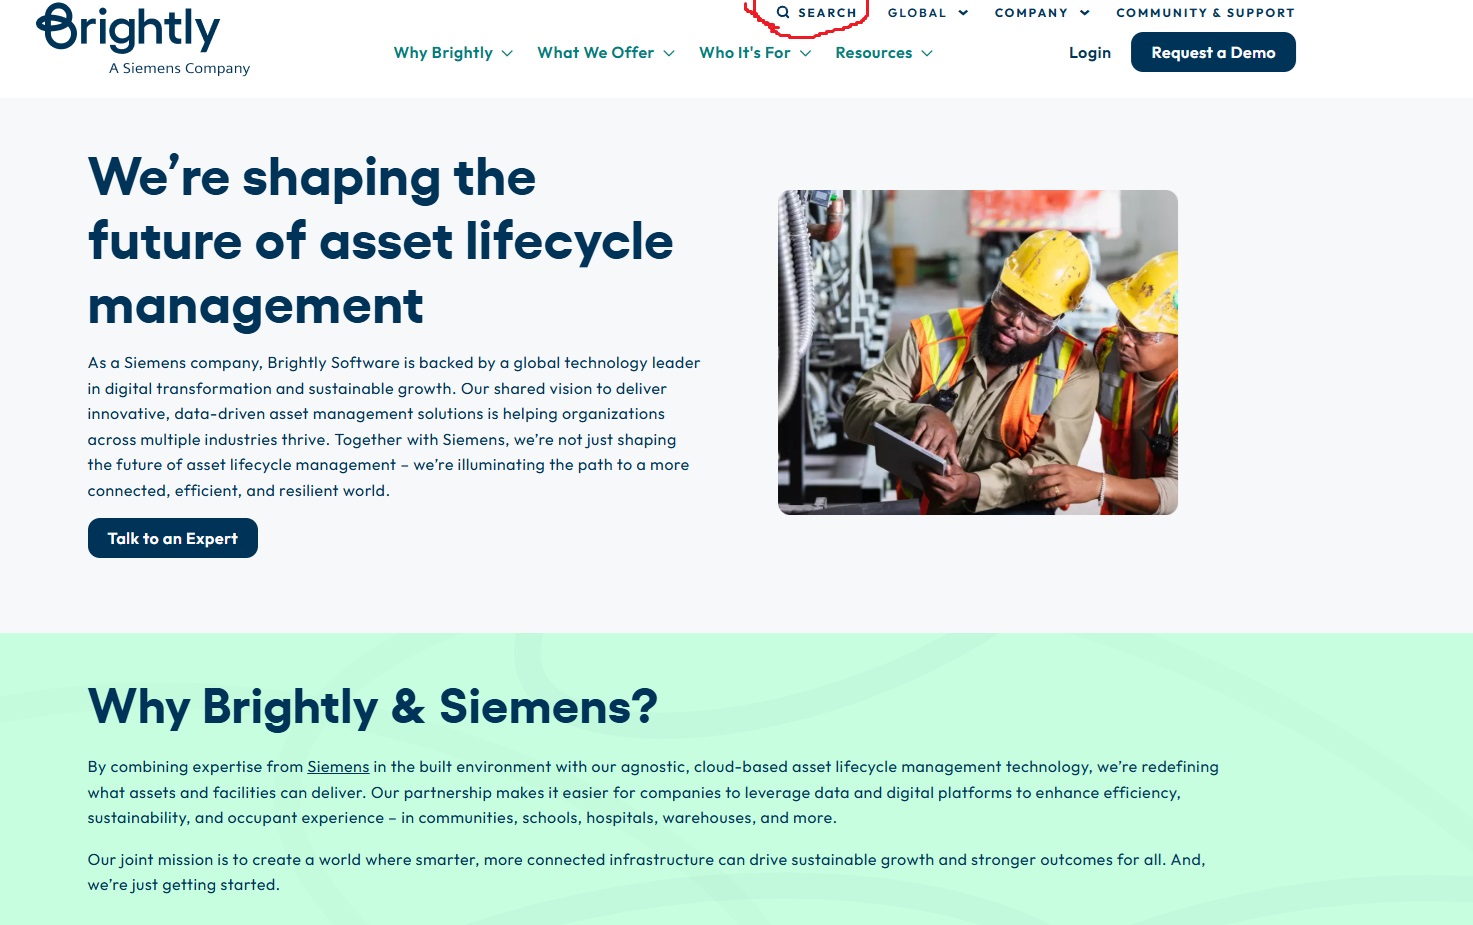 Brightly
A Siemens Company
SEARCH GLOBAL COMPANY COMMUNITY & SUPPORT
Why Brightly What We Offer Who It's For Resources Login Request a Demo
We’re shaping the
future of asset lifecycle
management
As a Siemens company, Brightly Software is backed by a global technology leader
in digital transformation and sustainable growth. Our shared vision to deliver
innovative, data-driven asset management solutions is helping organizations
across multiple industries thrive. Together with Siemens, we’re not just shaping
the future of asset lifecycle management – we’re illuminating the path to a more
connected, efficient, and resilient world.
Talk to an Expert
Why Brightly & Siemens?
By combining expertise from Siemens in the built environment with our agnostic, cloud-based asset lifecycle management technology, we’re redefining
what assets and facilities can deliver. Our partnership makes it easier for companies to leverage data and digital platforms to enhance efficiency,
sustainability, and occupant experience – in communities, schools, hospitals, warehouses, and more.
Our joint mission is to create a world where smarter, more connected infrastructure can drive sustainable growth and stronger outcomes for all. And,
we’re just getting started.